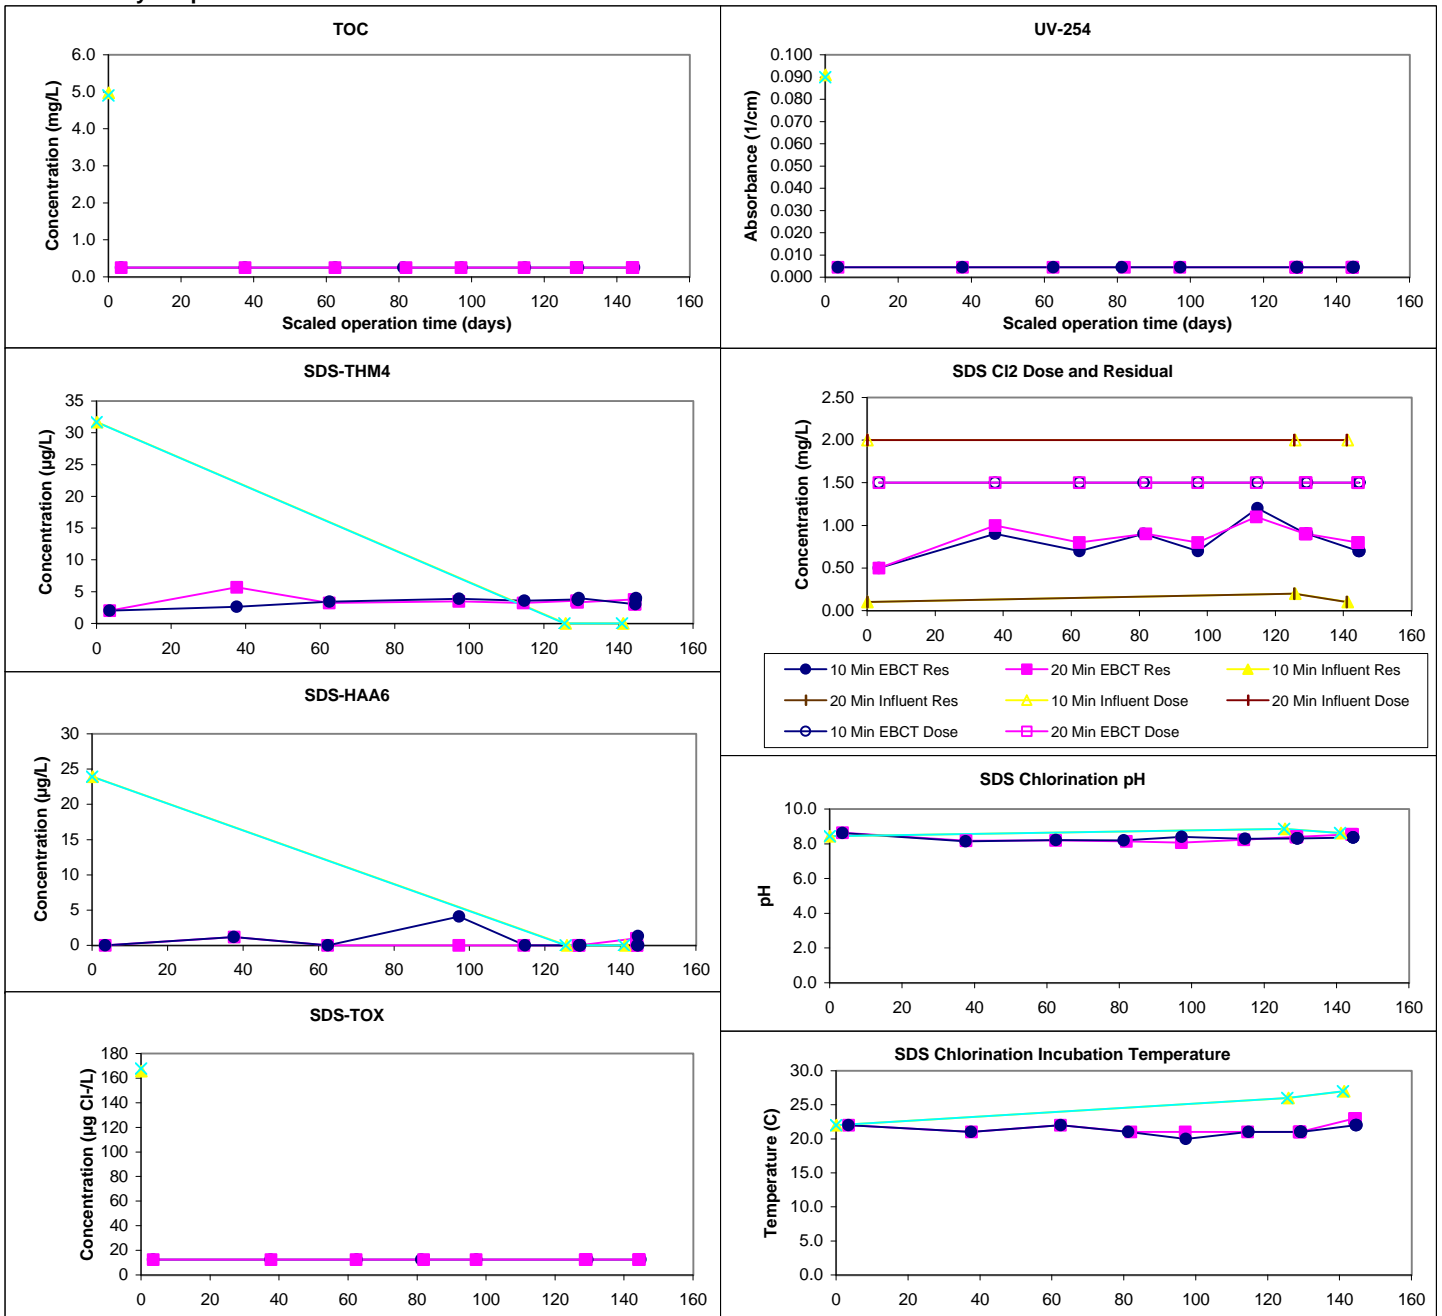 TOC
Concentration (mg/L)
6.0
5.0
4.0
3.0
2.0
1.0
0.0
0 20 40 60 80 100 120 140 160
Scaled operation time (days)
UV-254
Absorbance (1/cm)
0.100
0.090
0.080
0.070
0.060
0.050
0.040
0.030
0.020
0.010
0.000
0 20 40 60 80 100 120 140 160
Scaled operation time (days)
SDS-THM4
Concentration (µg/L)
35
30
25
20
15
10
5
0
0 20 40 60 80 100 120 140 160
SDS Cl2 Dose and Residual
Concentration (mg/L)
2.50
2.00
1.50
1.00
0.50
0.00
0 20 40 60 80 100 120 140 160
10 Min EBCT Res 20 Min EBCT Res 10 Min Influent Res
20 Min Influent Res 10 Min Influent Dose 20 Min Influent Dose
10 Min EBCT Dose 20 Min EBCT Dose
SDS-HAA6
Concentration (µg/L)
30
25
20
15
10
5
0
0 20 40 60 80 100 120 140 160
SDS Chlorination pH
pH
10.0
8.0
6.0
4.0
2.0
0.0
0 20 40 60 80 100 120 140 160
SDS-TOX
Concentration (µg Cl-/L)
180
160
140
120
100
80
60
40
20
0
0 20 40 60 80 100 120 140 160
SDS Chlorination Incubation Temperature
Temperature (C)
30.0
25.0
20.0
15.0
10.0
5.0
0.0
0 20 40 60 80 100 120 140 160